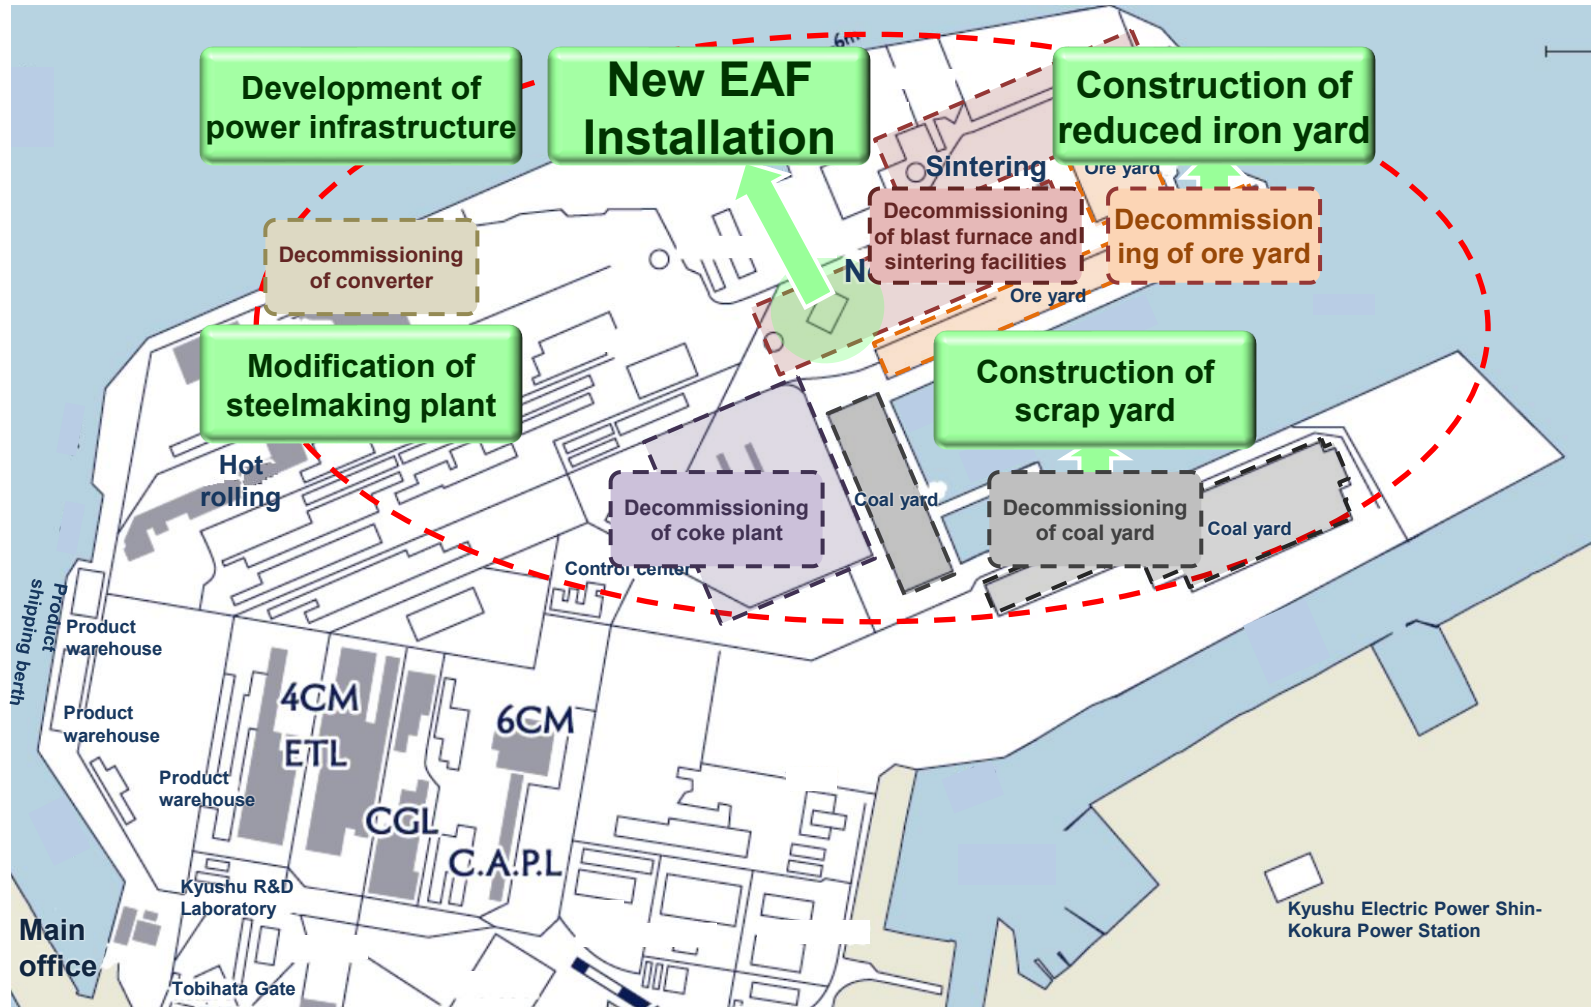 6m
Development of
power infrastructure
New EAF
Installation
Construction of
reduced iron yard
Sintering
Ore yard
Decommissioning
of converter
Decommissioning
of blast furnace and
sintering facilities
Decommission
ing of ore yard
N
Ore yard
Modification of
steelmaking plant
Construction of
scrap yard
Hot
rolling
Decommissioning
of coke plant
Coal yard
Decommissioning
of coal yard
Coal yard
Control center
Product
shipping berth
Product
warehouse
4CM
6CM
Product
warehouse
ETL
Product
warehouse
CGL
C.A.P.L
Kyushu R&D
Laboratory
Main
office
Kyushu Electric Power Shin-
Kokura Power Station
Tobihata Gate